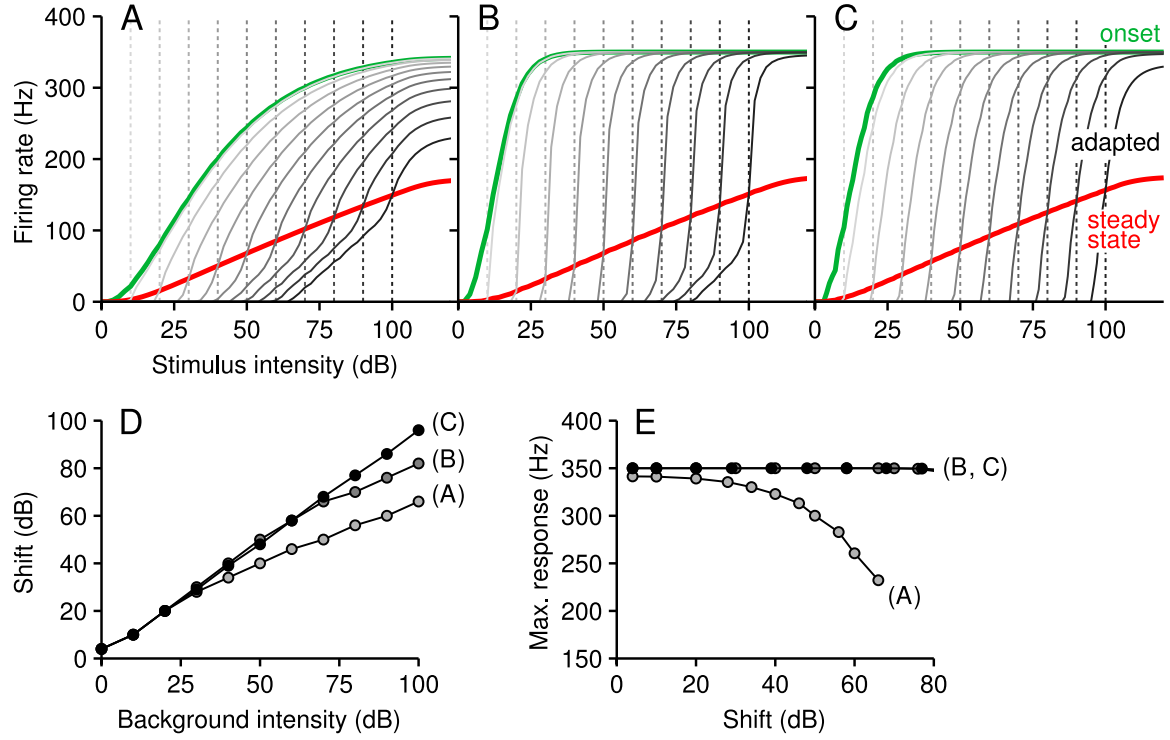 A
B
C
400
300
200
100
0
Firing rate (Hz)
onset
adapted
steady
state
0 25 50 75 100
0 25 50 75 100
0 25 50 75 100
Stimulus intensity (dB)
D
100
80
60
40
20
0
Shift
(dB)
(C)
(B)
(A)
0 25 50 75 100
Background intensity (dB)
E
400
350
300
250
200
150
Max. response (Hz)
(B, C)
(A)
0 20 40 60 80
Shift (dB)